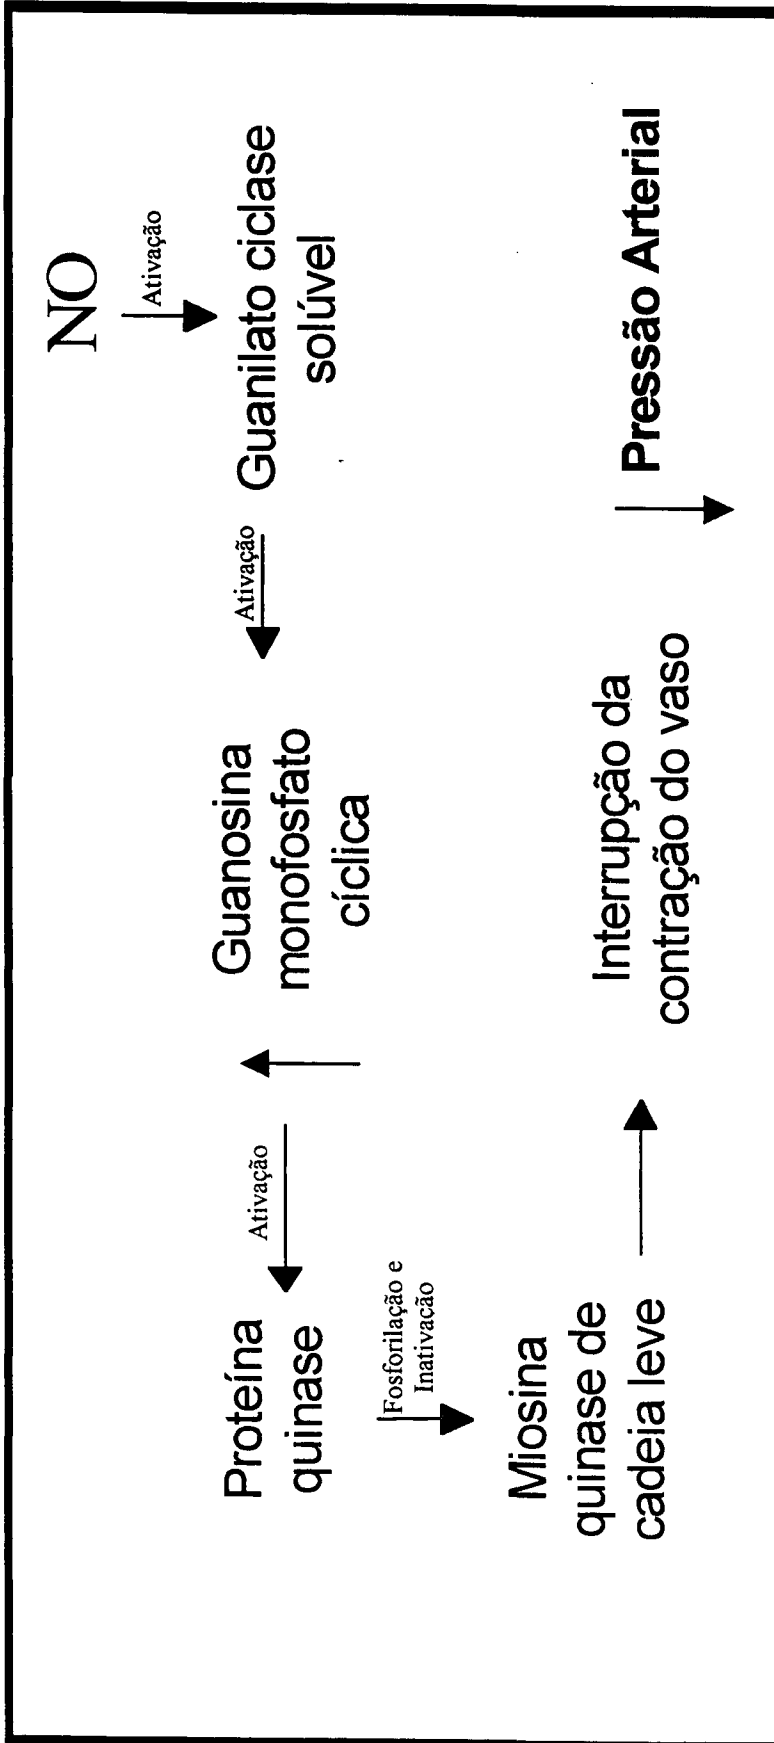 NO
Ativação
Guanilato ciclase
solúvel
Ativação
Guanosina
monofosfato
cíclica
Ativação
Proteína
quinase
Fosforilação e
Inativação
Miosina
quinase de
cadeia leve
Interrupção da
contração do vaso
Pressão Arterial